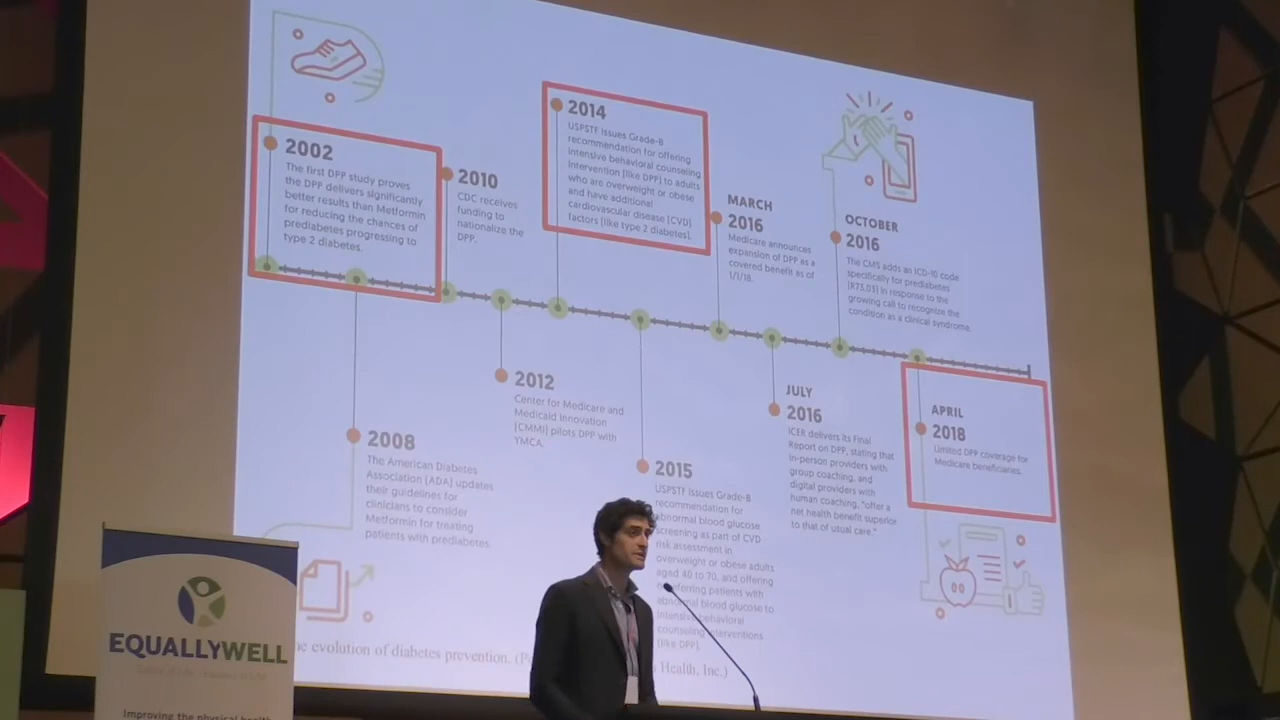 2002
The first DPP study proves
the DPP delivers significantly
better results than Metformin
for reducing the chances of
prediabetes progressing to
type 2 diabetes.
2010
CDC receives
funding to
nationalize the
DPP.
2014
USPSTF issues Grade-B
recommendation for offering
intensive behavioral counseling
intervention [like DPP] to adults
who are overweight or obese
and have additional
cardiovascular disease [CVD]
factors [like type 2 diabetes].
MARCH
2016
Medicare announces
expansion of DPP as a
covered benefit as of
1/1/18.
OCTOBER
2016
The CMS adds an ICD-10 code
specifically for prediabetes
[R73.03] in response to the
growing call to recognize the
condition as a clinical syndrome.
2008
The American Diabetes
Association [ADA] updates
their guidelines for
clinicians to consider
Metformin for treating
patients with prediabetes.
2012
Center for Medicare and
Medicaid Innovation
[CMMI] pilots DPP with
YMCA.
2015
USPSTF issues Grade-B
recommendation for
abnormal blood glucose
screening as part of CVD
risk assessment in
overweight or obese adults
aged 40 to 70, and offering
or referring patients with
abnormal blood glucose to
intensive behavioral
counseling interventions
[like DPP].
JULY
2016
ICER delivers its Final
Report on DPP, stating that
in-person providers with
group coaching, and
digital providers with
human coaching, "offer a
net health benefit superior
to that of usual care."
APRIL
2018
Limited DPP coverage for
Medicare beneficiaries.
evolution of diabetes prevention. Health, Inc.)
EQUALLYWELL
Improving the physical health